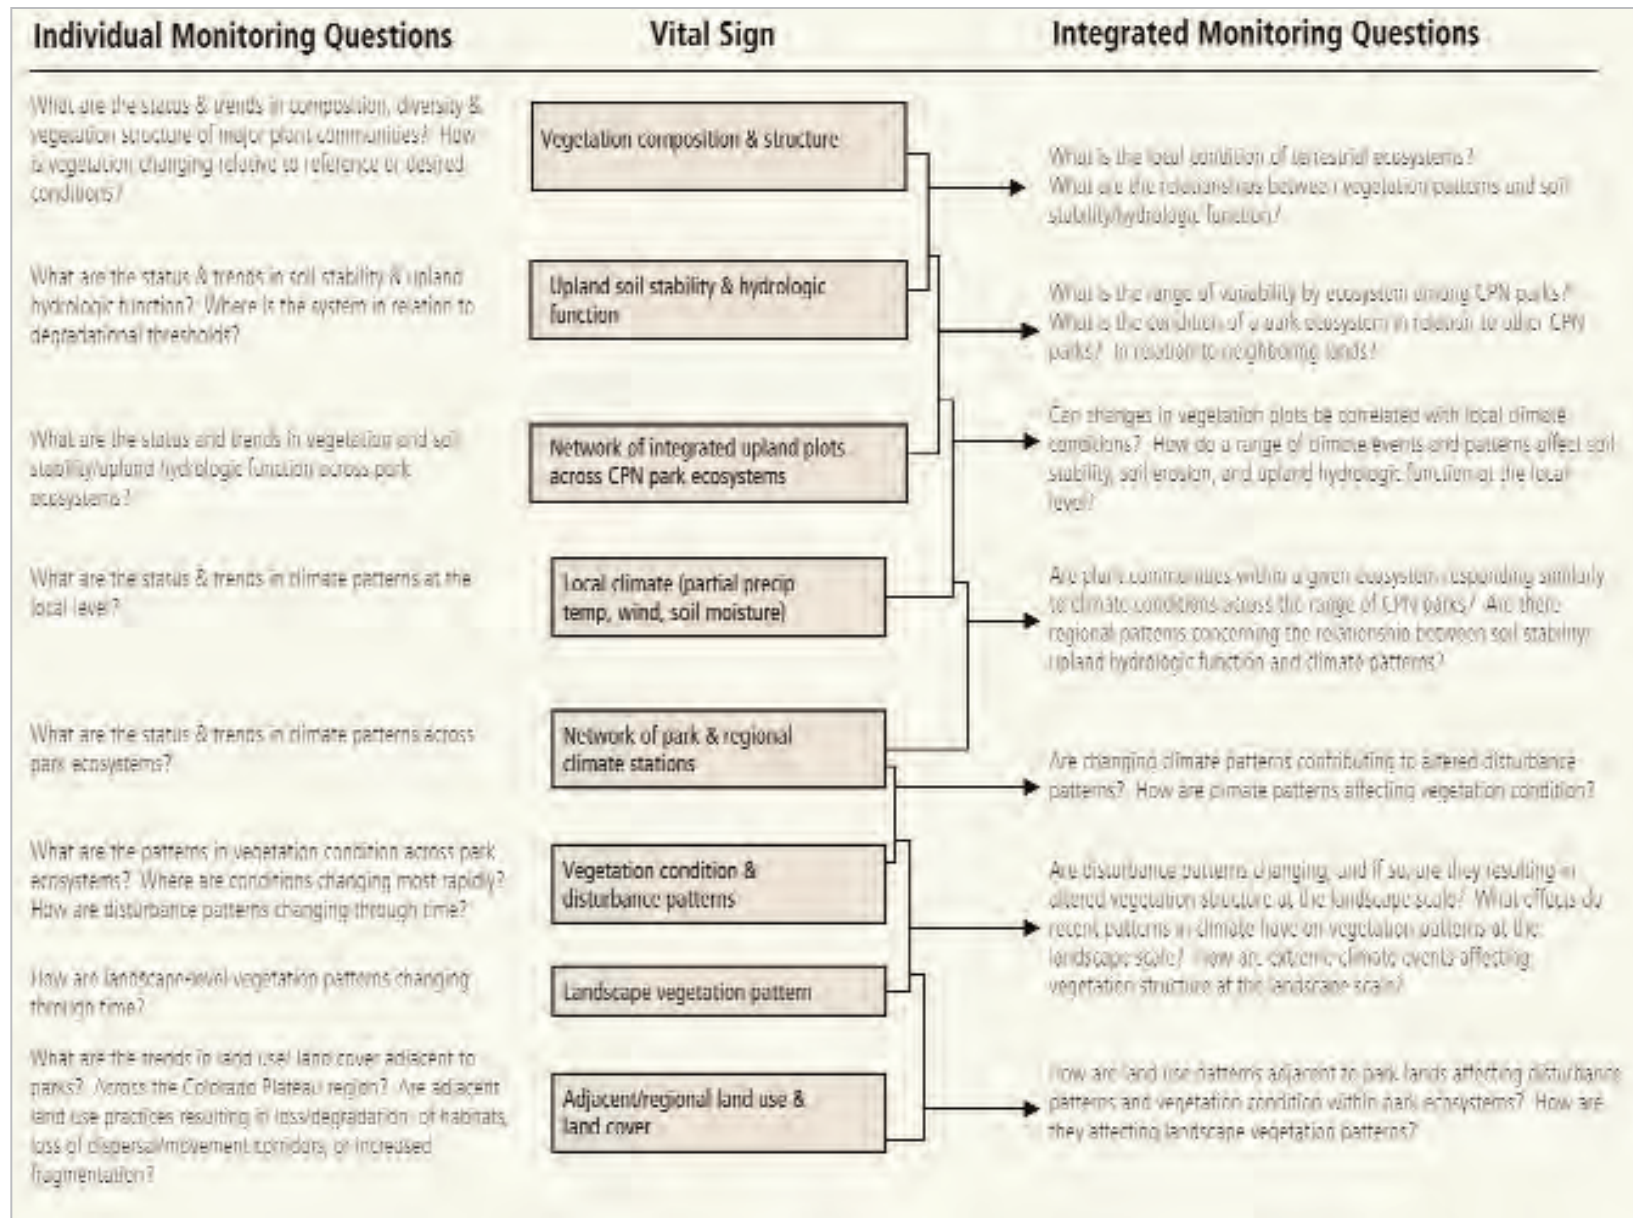 Individual Monitoring Questions
Vital Sign
Integrated Monitoring Questions
What are the status & trends in composition, diversity &
vegetation structure of major plant communities? How
is vegetation changing relative to reference or desired
conditions?
Vegetation composition & structure
What is the local condition of terrestrial ecosystems?
What are the relationships between vegetation patterns and soil
stability/hydrologic function?
What are the status & trends in soil stability & upland
hydrologic function? Where is the system in relation to
degradational thresholds?
Upland soil stability & hydrologic
function
What is the range of variability by ecosystem among CPN parks?
What is the condition of a park ecosystem in relation to other CPN
parks? In relation to neighboring lands?
What are the status and trends in vegetation and soil
stability/upland hydrologic function across park
ecosystems?
Network of integrated upland plots
across CPN park ecosystems
Can changes in vegetation plots be correlated with local climate
conditions? How do a range of climate events and patterns affect soil
stability, soil erosion, and upland hydrologic function at the local
level?
What are the status & trends in climate patterns at the
local level?
Local climate (partial precip
temp, wind, soil moisture)
Are plant communities within a given ecosystem responding similarly
to climate conditions across the range of CPN parks? Are there
regional patterns concerning the relationship between soil stability/
upland hydrologic function and climate patterns?
What are the status & trends in climate patterns across
park ecosystems?
Network of park & regional
climate stations
Are changing climate patterns contributing to altered disturbance
patterns? How are climate patterns affecting vegetation condition?
What are the patterns in vegetation condition across park
ecosystems? Where are conditions changing most rapidly?
How are disturbance patterns changing through time?
Vegetation condition &
disturbance patterns
Are disturbance patterns changing, and if so, are they resulting in
altered vegetation structure at the landscape scale? What effects do
recent patterns in climate have on vegetation patterns at the
landscape scale? How are extreme climate events affecting
vegetation structure at the landscape scale?
How are landscape-level vegetation patterns changing
through time?
Landscape vegetation pattern
What are the trends in land use/ land cover adjacent to
parks? Across the Colorado Plateau region? Are adjacent
land use practices resulting in loss/degradation of habitats,
loss of dispersal/movement corridors, or increased
fragmentation?
Adjacent/regional land use &
land cover
How are land use patterns adjacent to park lands affecting disturbance
patterns and vegetation condition within park ecosystems? How are
they affecting landscape vegetation patterns?